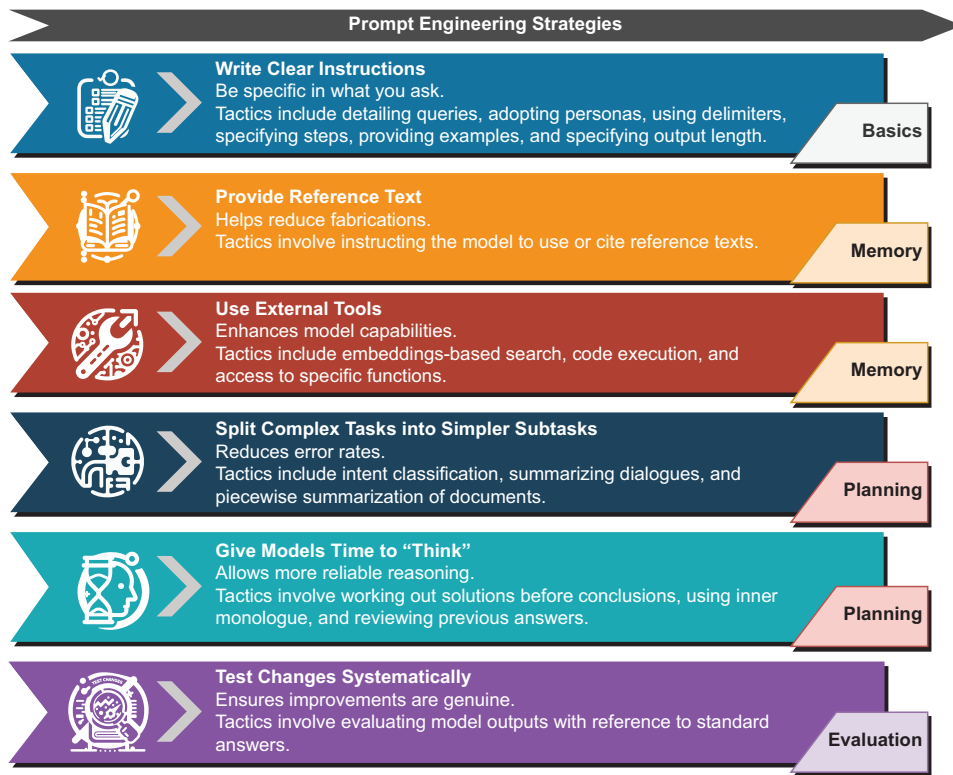 Prompt Engineering Strategies
Write Clear Instructions
Be specific in what you ask.
Tactics include detailing queries, adopting personas, using delimiters,
specifying steps, providing examples, and specifying output length.
Basics
Provide Reference Text
Helps reduce fabrications.
Tactics involve instructing the model to use or cite reference texts.
Memory
Use External Tools
Enhances model capabilities.
Tactics include embeddings-based search, code execution, and
access to specific functions.
Memory
Split Complex Tasks into Simpler Subtasks
Reduces error rates.
Tactics include intent classification, summarizing dialogues, and
piecewise summarization of documents.
Planning
Give Models Time to “Think”
Allows more reliable reasoning.
Tactics involve working out solutions before conclusions, using inner
monologue, and reviewing previous answers.
Planning
TEST CHANGES
Test Changes Systematically
Ensures improvements are genuine.
Tactics involve evaluating model outputs with reference to standard
answers.
Evaluation